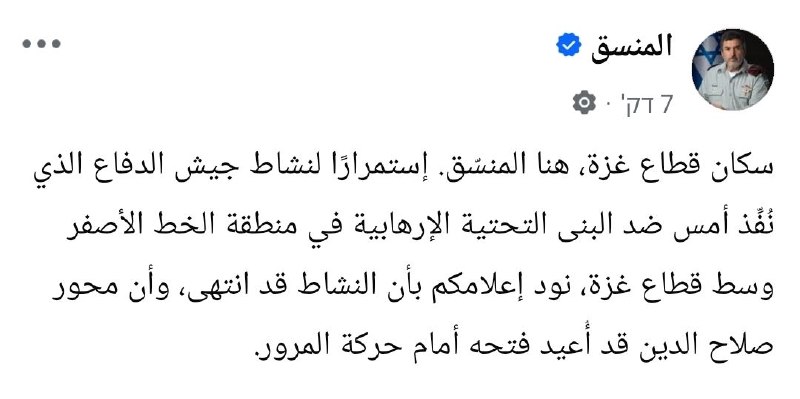 المنسق
7 דק' ·
سكان قطاع غزة، هنا المنسّق. إستمرارًا لنشاط جيش الدفاع الذي
نُفِّذ أمس ضد البنى التحتية الإرهابية في منطقة الخط الأصفر
وسط قطاع غزة، نود إعلامكم بأن النشاط قد انتهى، وأن محور
صلاح الدين قد أُعيد فتحه أمام حركة المرور.